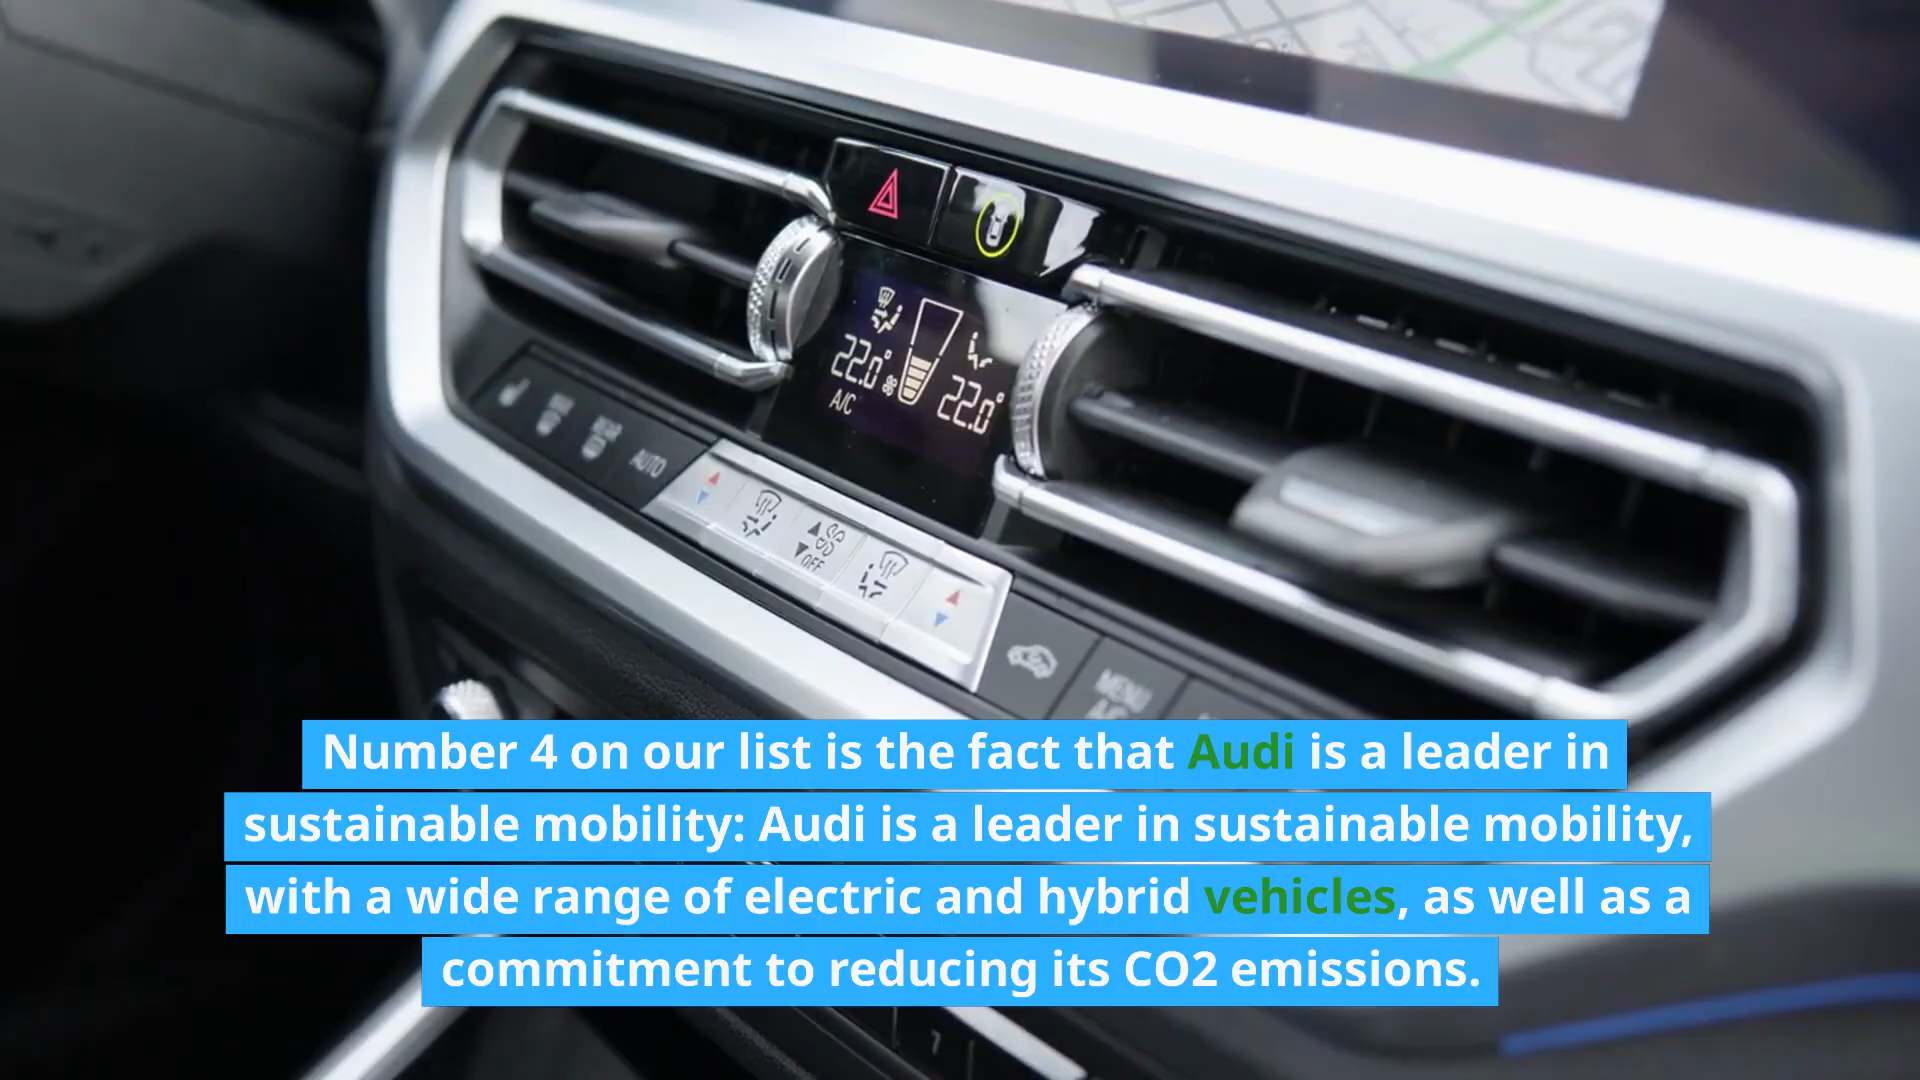 22.0°
22.0°
A/C
AUTO
OFF
MENU
Number 4 on our list is the fact that Audi is a leader in
sustainable mobility: Audi is a leader in sustainable mobility,
with a wide range of electric and hybrid vehicles, as well as a
commitment to reducing its CO2 emissions.
7